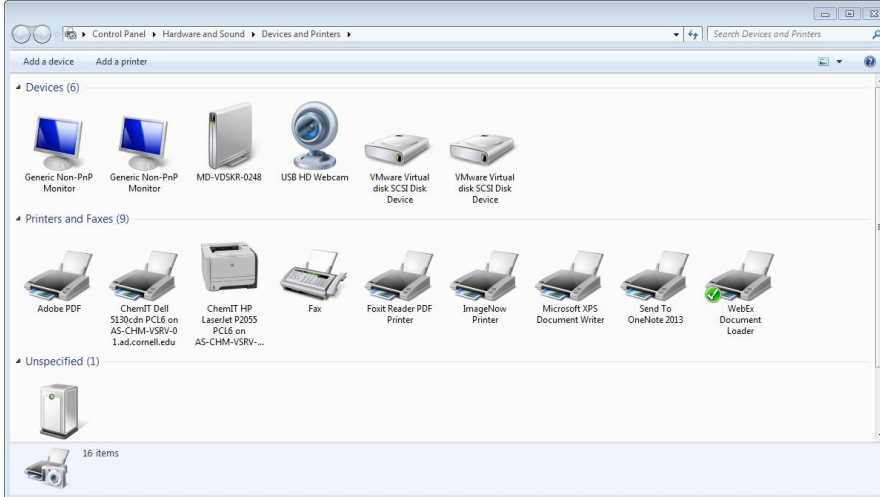 Control Panel ▸ Hardware and Sound ▸ Devices and Printers ▸
Search Devices and Printers
Add a device
Add a printer
Devices (6)
Generic Non-PnP
Monitor
Generic Non-PnP
Monitor
MD-VDSKR-0248
USB HD Webcam
VMware Virtual
disk SCSI Disk
Device
VMware Virtual
disk SCSI Disk
Device
Printers and Faxes (9)
Adobe PDF
ChemIT Dell
5130cdn PCL6 on
AS-CHM-VSRV-0
1.ad.cornell.edu
ChemIT HP
LaserJet P2055
PCL6 on
AS-CHM-VSRV-...
Fax
Foxit Reader PDF
Printer
ImageNow
Printer
Microsoft XPS
Document Writer
Send To
OneNote 2013
WebEx
Document
Loader
Unspecified (1)
16 items